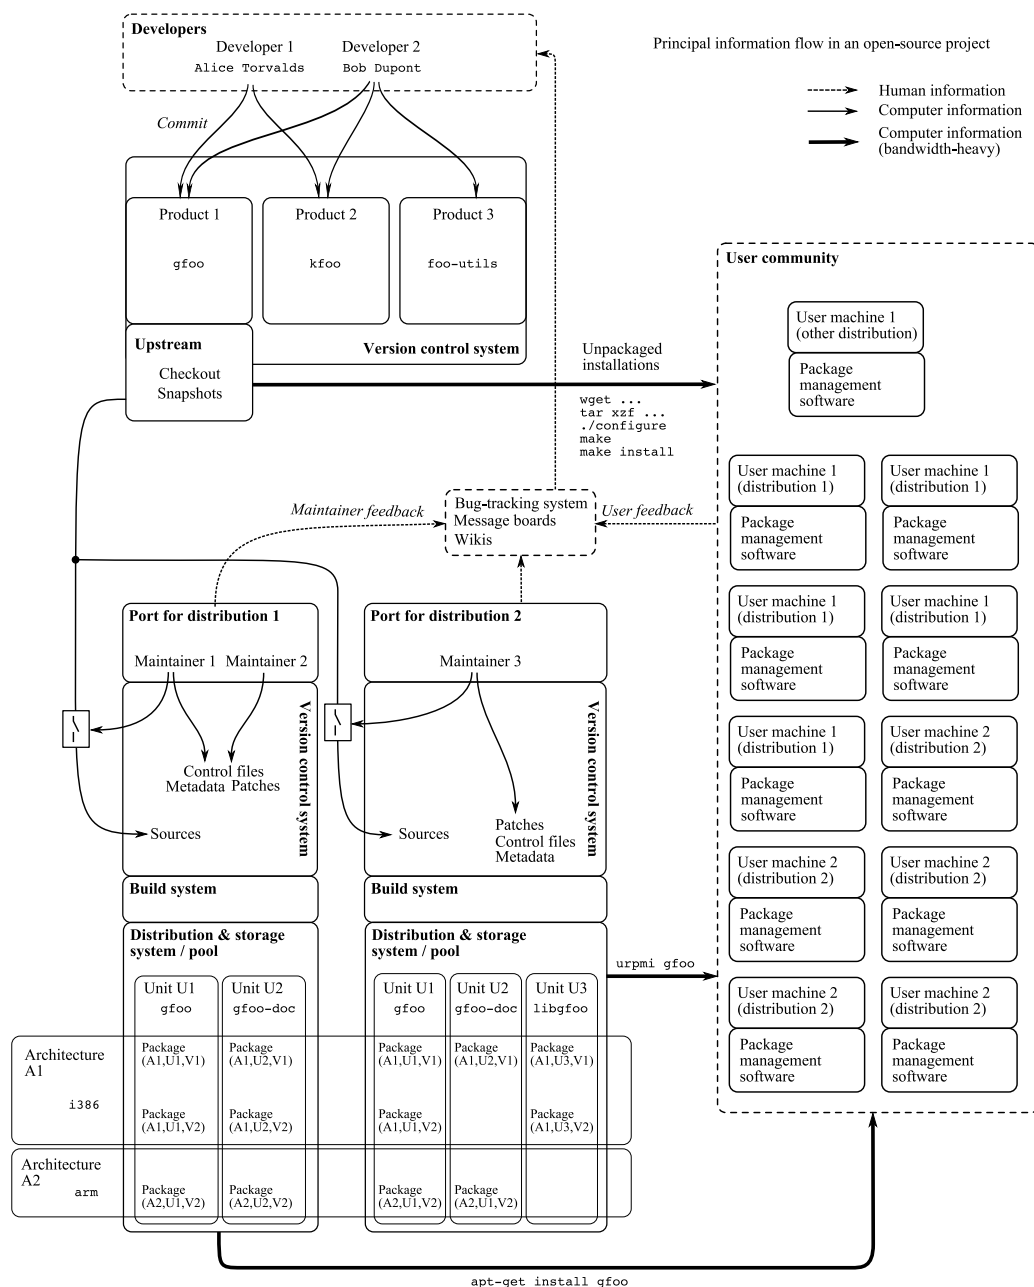 Developers
Developer 1
Alice Torvalds
Developer 2
Bob Dupont
Principal information flow in an open-source project
Human information
Computer information
Computer information
(bandwidth-heavy)
Commit
Product 1
gfoo
Product 2
kfoo
Product 3
foo-utils
Upstream
Version control system
Checkout
Snapshots
Unpackaged
installations
wget ...
tar xzf ...
./configure
make
make install
User community
User machine 1
(other distribution)
Package
management
software
Maintainer feedback
Bug-tracking system
Message boards
Wikis
User feedback
User machine 1
(distribution 1)
Package
management
software
User machine 1
(distribution 1)
Package
management
software
User machine 1
(distribution 1)
Package
management
software
User machine 1
(distribution 1)
Package
management
software
User machine 1
(distribution 1)
Package
management
software
User machine 2
(distribution 2)
Package
management
software
User machine 2
(distribution 2)
Package
management
software
User machine 2
(distribution 2)
Package
management
software
User machine 2
(distribution 2)
Package
management
software
User machine 2
(distribution 2)
Package
management
software
Port for distribution 1
Maintainer 1
Maintainer 2
Version control system
Control files
Metadata Patches
Sources
Build system
Distribution & storage
system / pool
Unit U1
gfoo
Unit U2
gfoo-doc
Port for distribution 2
Maintainer 3
Version control system
Sources
Patches
Control files
Metadata
Build system
Distribution & storage
system / pool
Unit U1
gfoo
Unit U2
gfoo-doc
Unit U3
libgfoo
urpmi gfoo
Architecture
A1
i386
Package
(A1,U1,V1)
Package
(A1,U2,V1)
Package
(A1,U1,V1)
Package
(A1,U2,V1)
Package
(A1,U3,V1)
Package
(A1,U1,V2)
Package
(A1,U2,V2)
Package
(A1,U1,V2)
Package
(A1,U3,V2)
Architecture
A2
arm
Package
(A2,U1,V2)
Package
(A2,U2,V2)
Package
(A2,U1,V2)
Package
(A2,U1,V2)
apt-get install gfoo